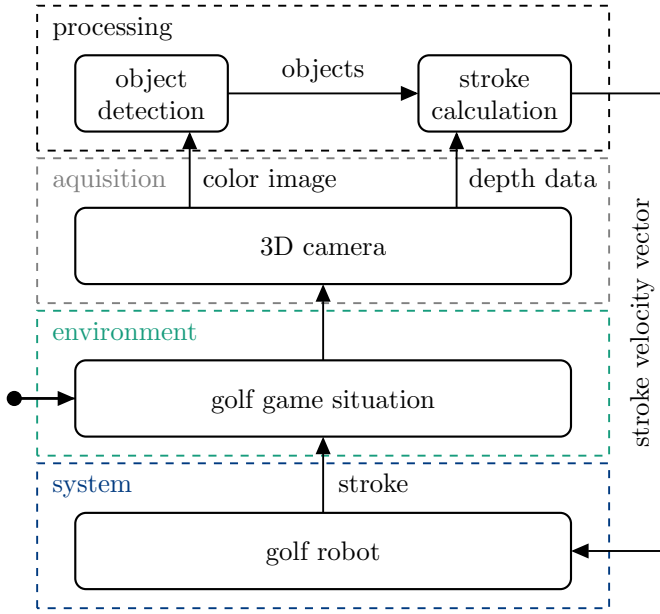 processing
object
detection
objects
stroke
calculation
aquisition
color image
depth data
3D camera
environment
golf game situation
system
stroke
golf robot
stroke velocity vector